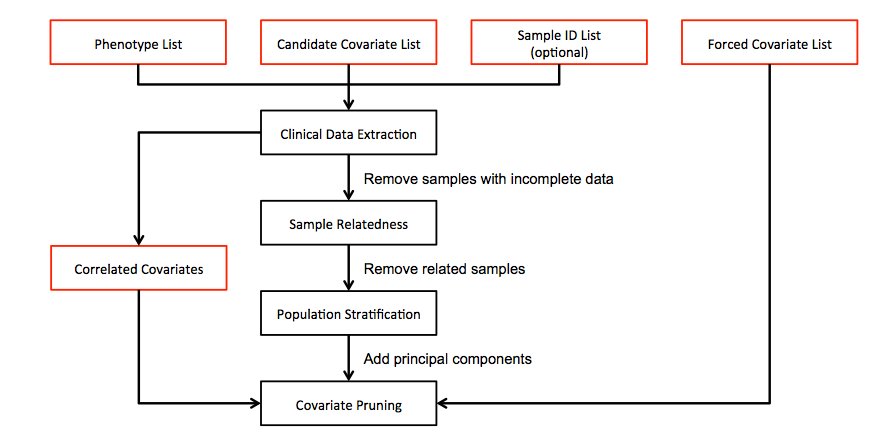 Phenotype List
Candidate Covariate List
Sample ID List
(optional)
Forced Covariate List
Clinical Data Extraction
Remove samples with incomplete data
Sample Relatedness
Correlated Covariates
Remove related samples
Population Stratification
Add principal components
Covariate Pruning